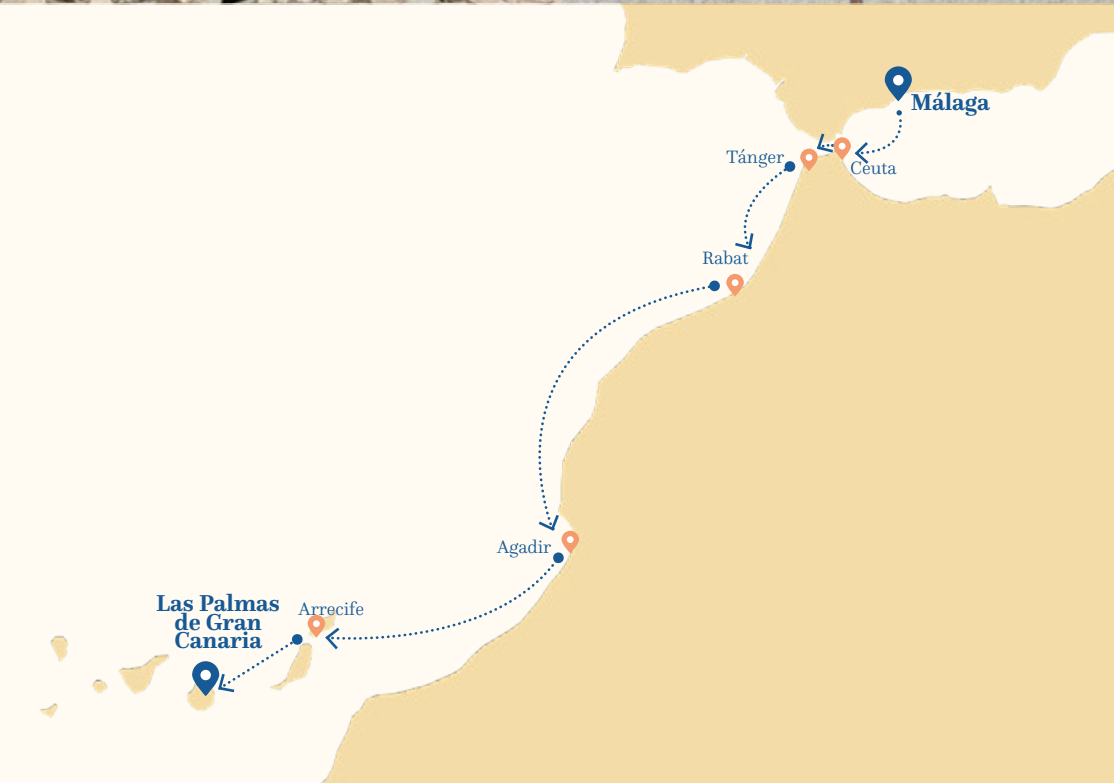 Málaga
Tánger
Ceuta
Rabat
Agadir
Arrecife
Las Palmas
de Gran
Canaria